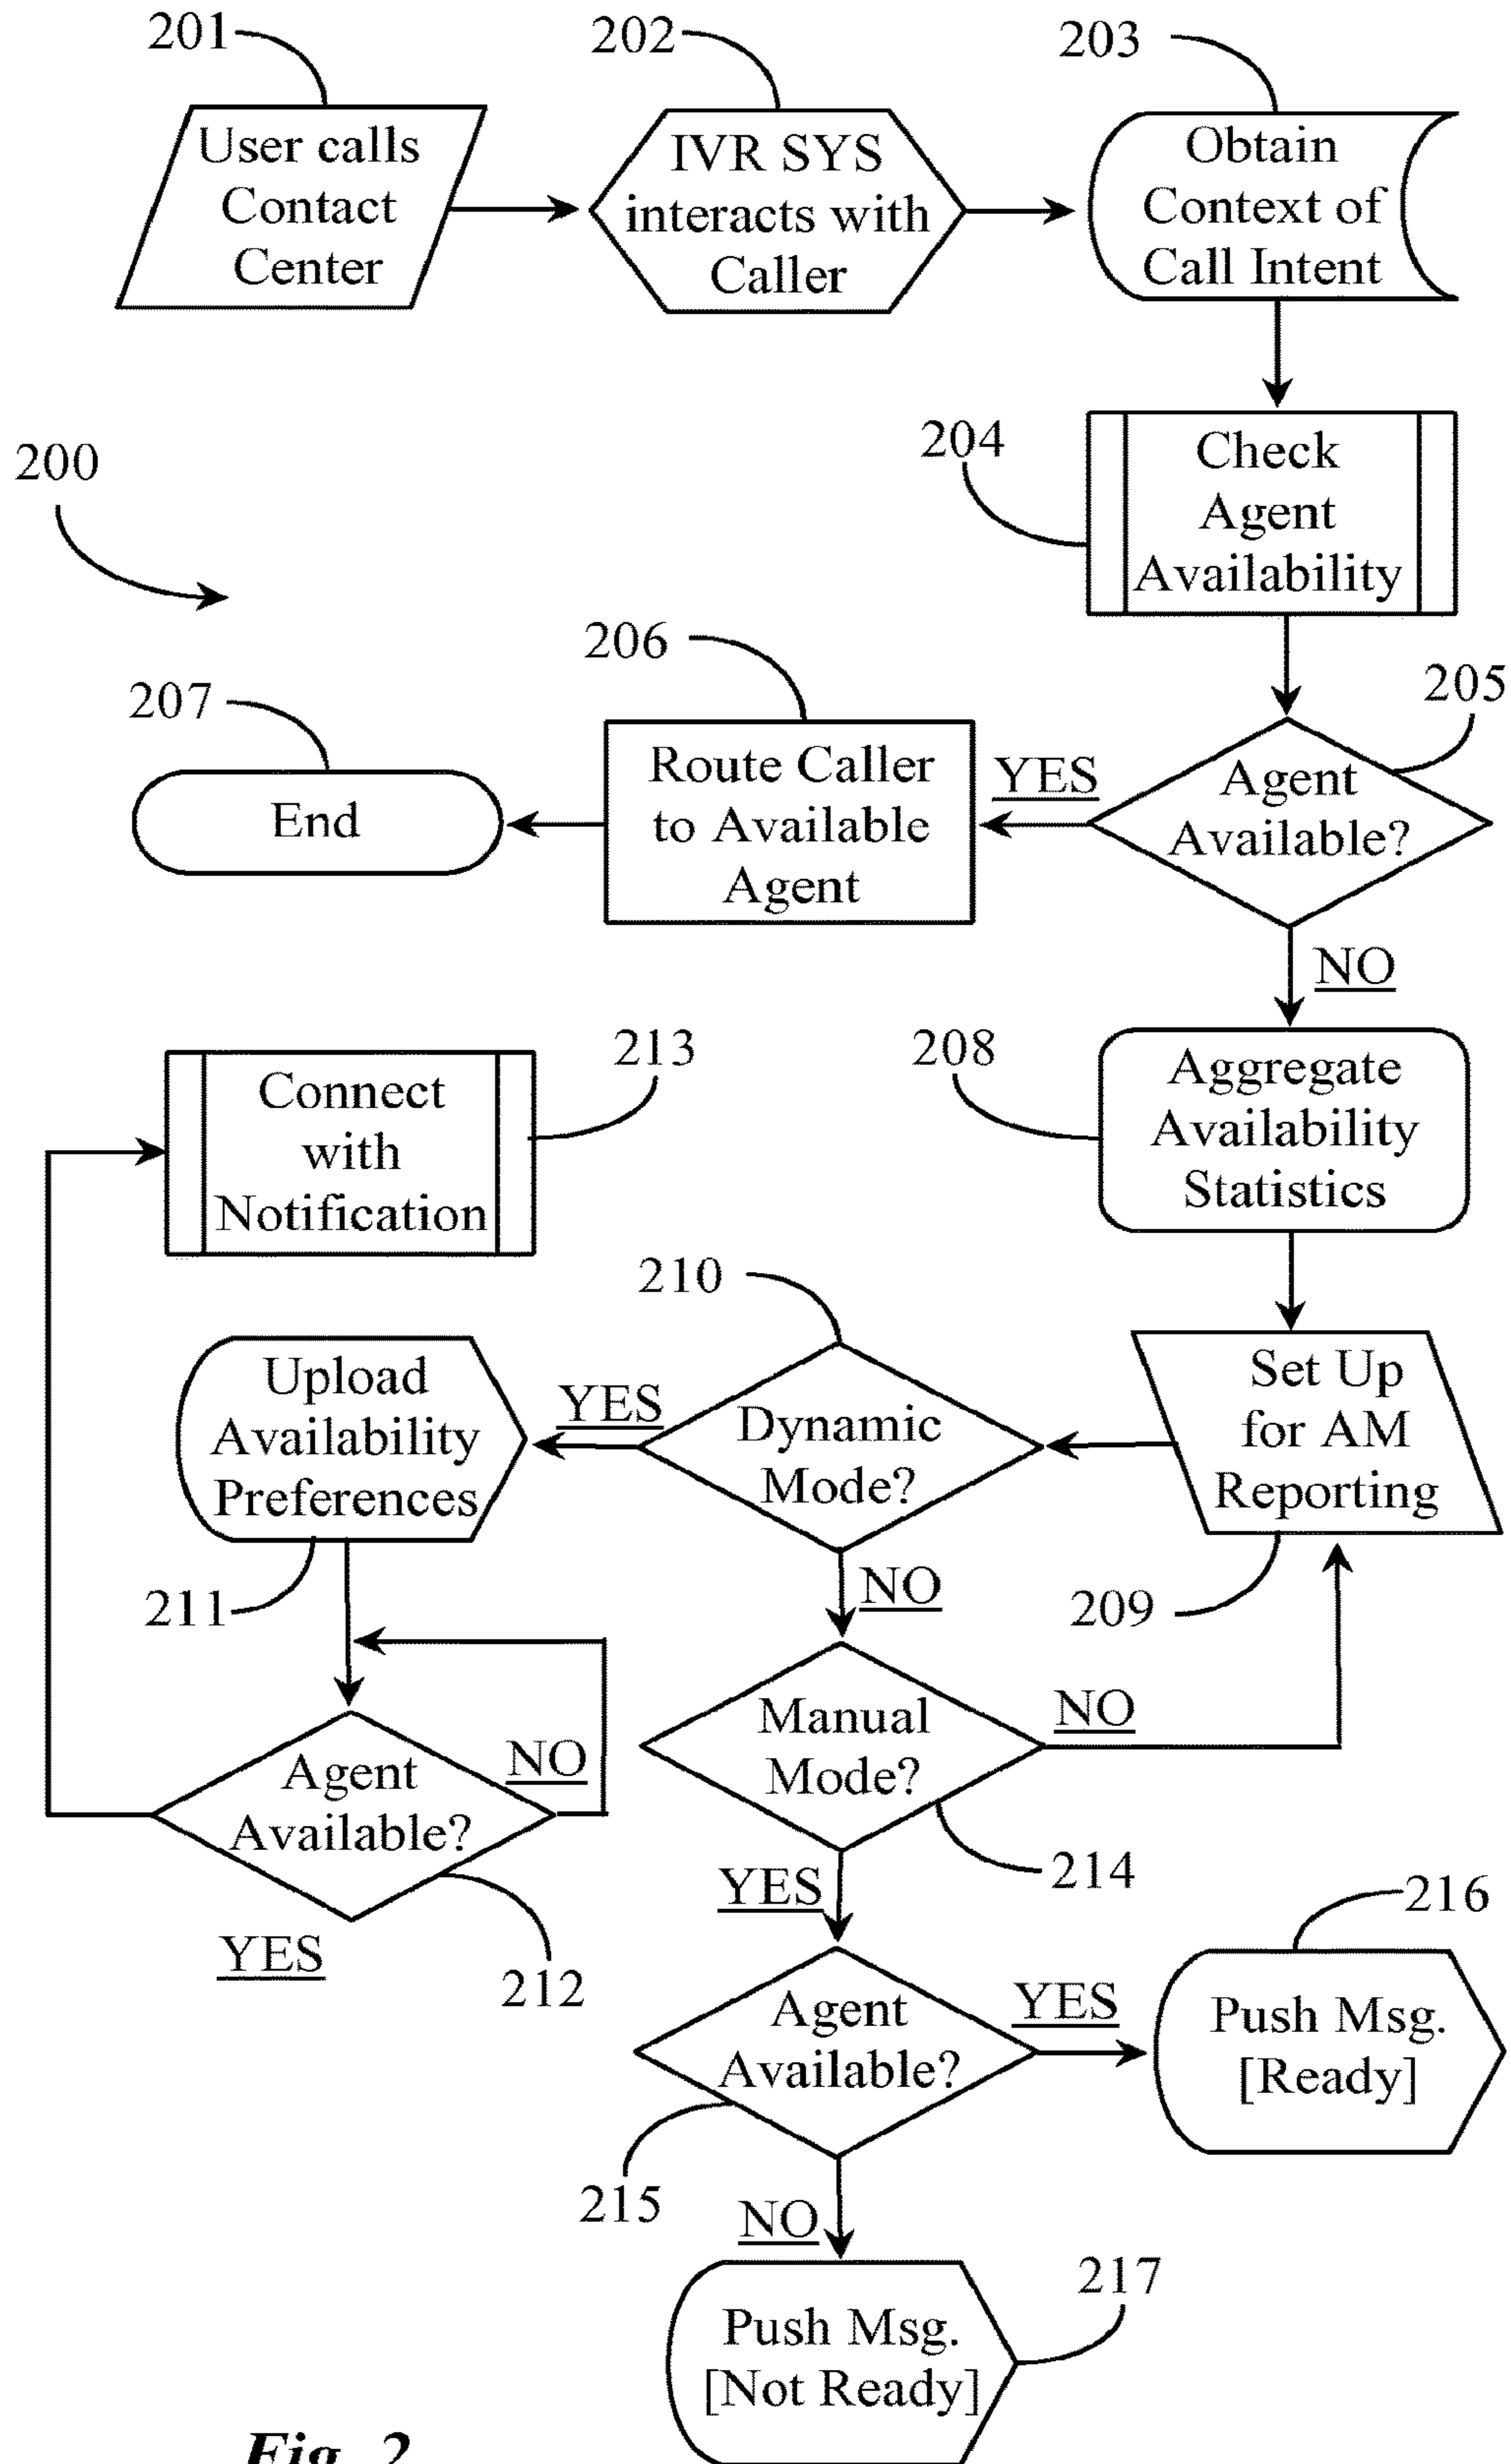 201
202
203
User calls
Contact
Center
IVR SYS
interacts with
Caller
Obtain
Context of
Call Intent
200
204
Check
Agent
Availability
206
207
205
End
Route Caller
to Available
Agent
YES
Agent
Available?
NO
213
208
Connect
with
Notification
Aggregate
Availability
Statistics
210
Upload
Availability
Preferences
YES
Dynamic
Mode?
Set Up
for AM
Reporting
211
NO
209
Agent
Available?
NO
Manual
Mode?
NO
YES
212
YES
214
216
Agent
Available?
YES
Push Msg.
[Ready]
215
NO
217
Push Msg.
[Not Ready]
Fig. 2